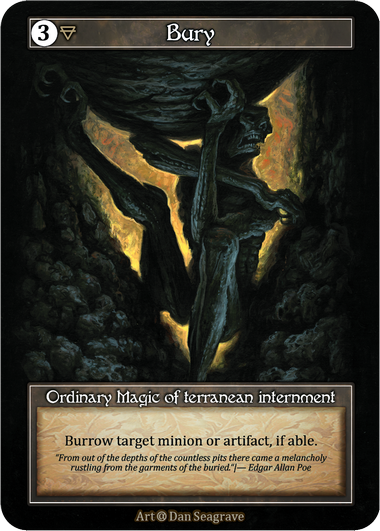 3
Bury
Ordinary Magic of terranean internment
Burrow target minion or artifact, if able.
"From out of the depths of the countless pits there came a melancholy
rustling from the garments of the buried."|— Edgar Allan Poe
Art @ Dan Seagrave